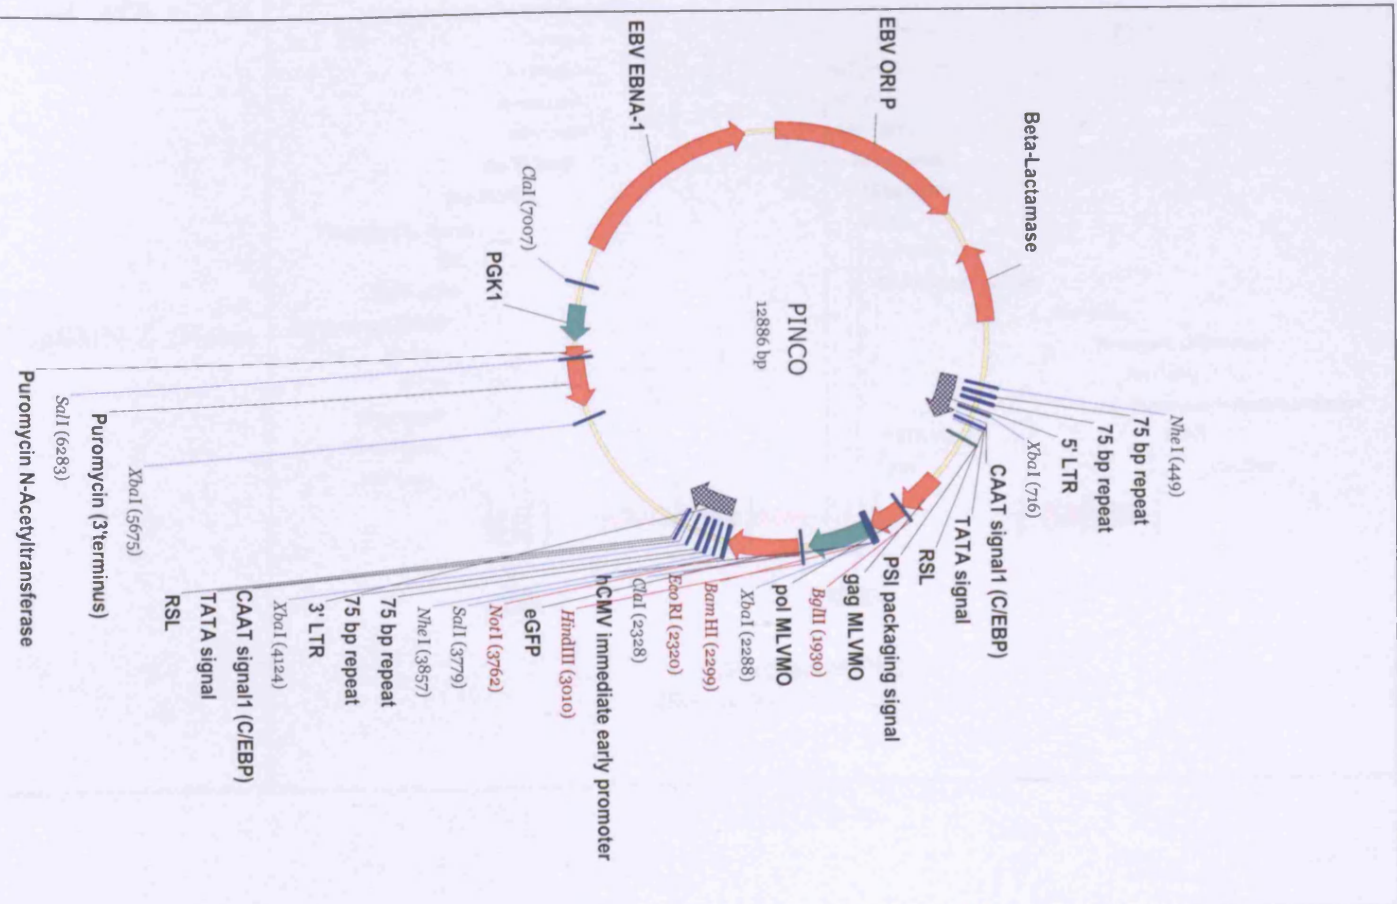 PINCO
12886 bp
NheI (449)
75 bp repeat
75 bp repeat
5' LTR
XbaI (716)
CAAT signal1 (C/EBP)
TATA signal
RSL
PSI packaging signal
gag MLVMO
BglII (1930)
pol MLVMO
XbaI (2288)
BamHI (2299)
EcoRI (2320)
ClaI (2328)
hCMV immediate early promoter
HindIII (3010)
eGFP
NotI (3762)
SalI (3779)
NheI (3857)
75 bp repeat
75 bp repeat
3' LTR
XbaI (4124)
CAAT signal1 (C/EBP)
TATA signal
RSL
XbaI (5675)
Puromycin (3'terminus)
SalI (6283)
Puromycin N-Acetyltransferase
PGK1
ClaI (7007)
EBV EBNA-1
EBV ORI P
Beta-Lactamase